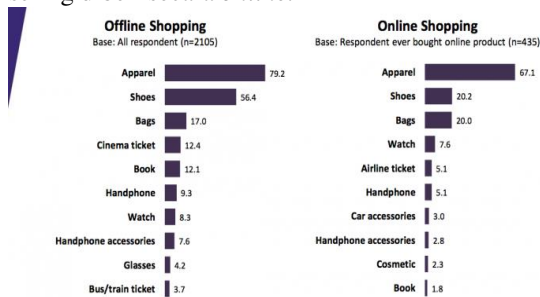 Offline Shopping
Base: All respondent (n=2105)
Apparel 79.2
Shoes 56.4
Bags 17.0
Cinema ticket 12.4
Book 12.1
Handphone 9.3
Watch 8.3
Handphone accessories 7.6
Glasses 4.2
Bus/train ticket 3.7
Online Shopping
Base: Respondent ever bought online product (n=435)
Apparel 67.1
Shoes 20.2
Bags 20.0
Watch 7.6
Airline ticket 5.1
Handphone 5.1
Car accessories 3.0
Handphone accessories 2.8
Cosmetic 2.3
Book 1.8